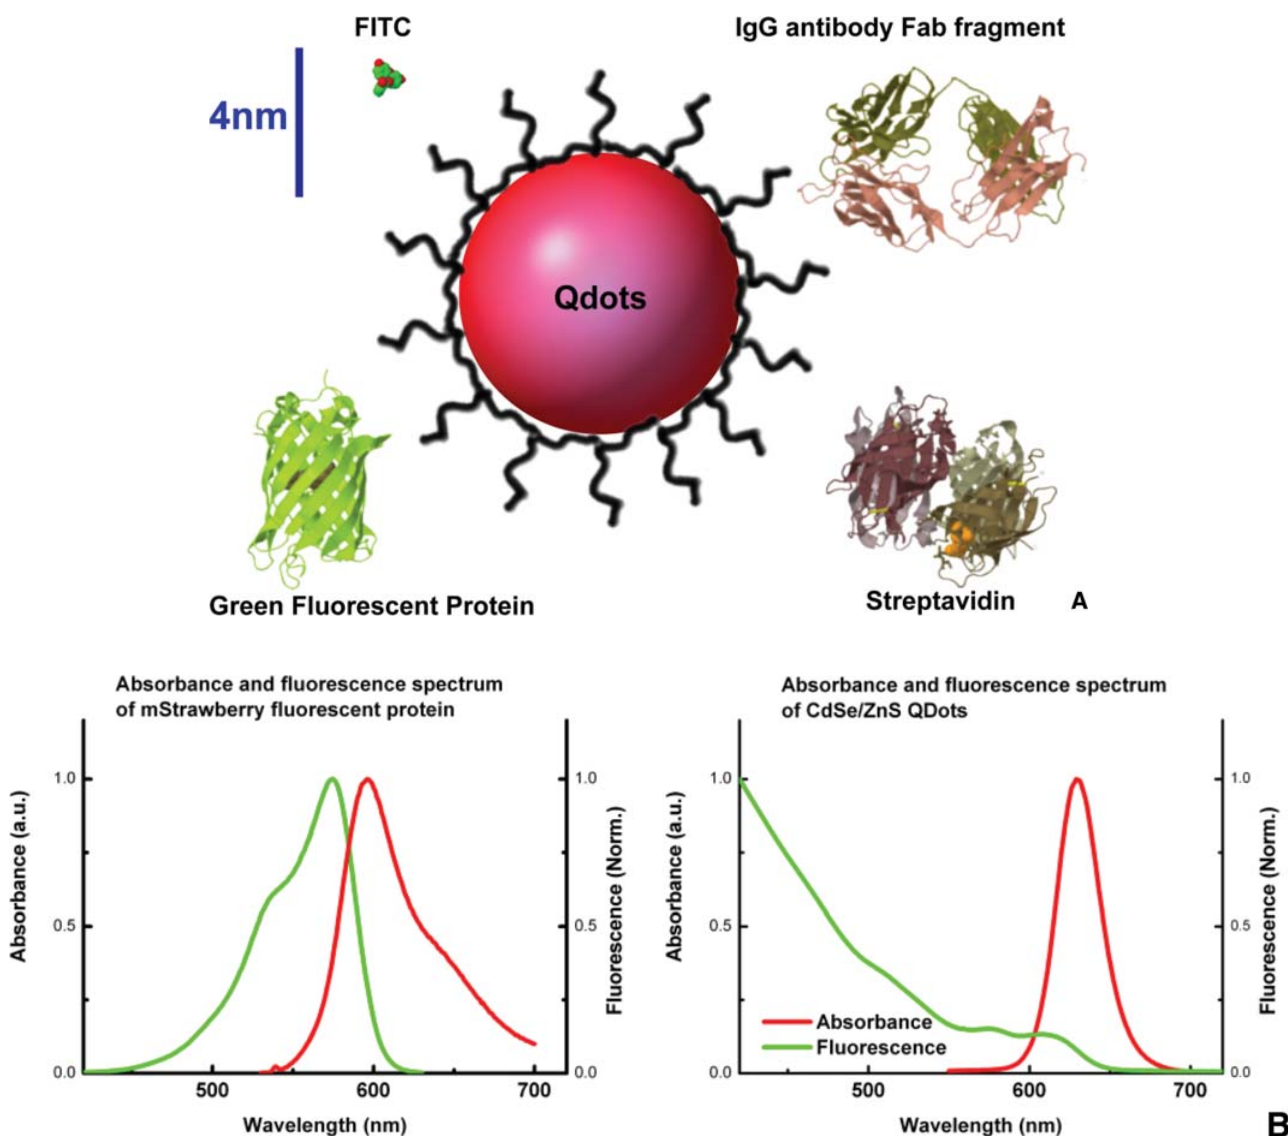 FITC
IgG antibody Fab fragment
4nm
Qdots
Green Fluorescent Protein
Streptavidin
A
Absorbance and fluorescence spectrum
of mStrawberry fluorescent protein
Absorbance (a.u.)
1.0
0.5
0.0
500
600
700
Wavelength (nm)
1.0
0.5
0.0
Fluorescence (Norm.)
Absorbance and fluorescence spectrum
of CdSe/ZnS QDots
Absorbance (a.u.)
1.0
0.5
0.0
Absorbance
Fluorescence
500
600
700
Wavelength (nm)
1.0
0.5
0.0
Fluorescence (Norm.)
B